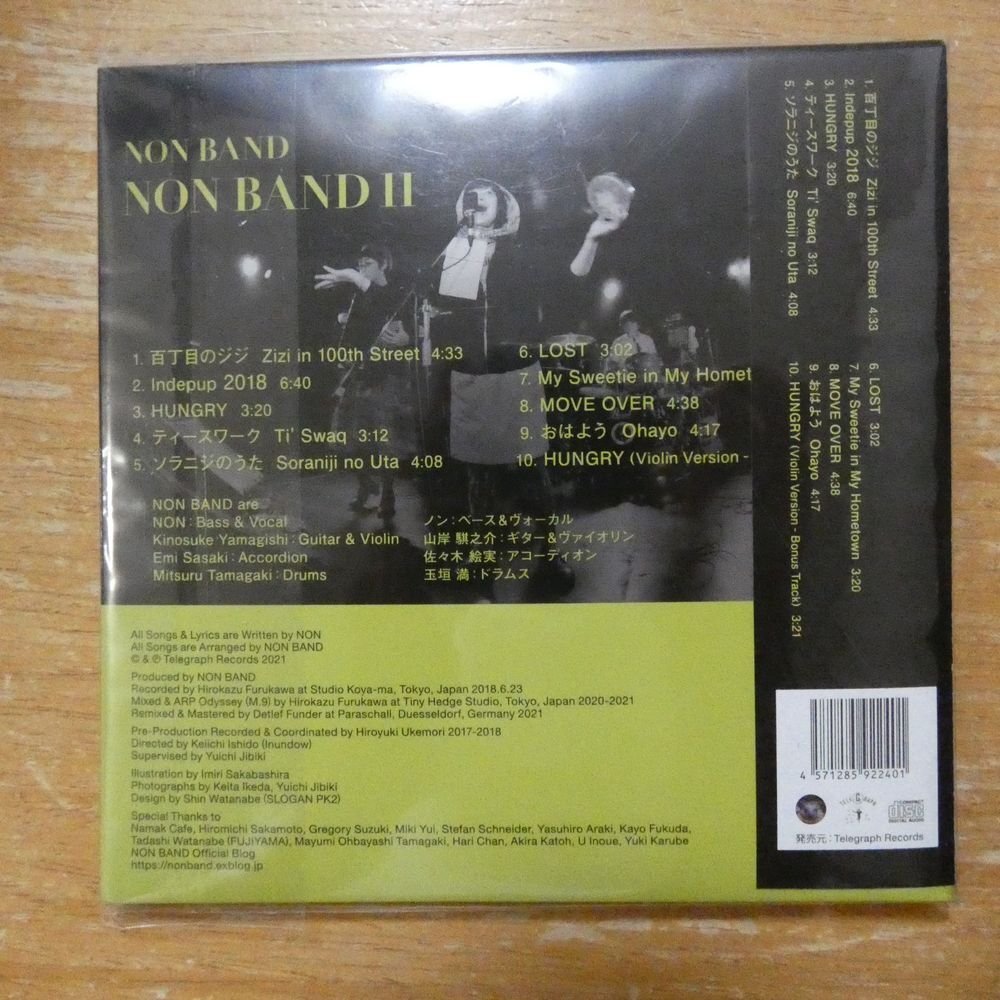 NON BAND
NON BAND II
1. 百丁目のジジ Zizi in 100th Street 4:33
2. Indepup 2018 6:40
3. HUNGRY 3:20
4. ティースワーク Ti' Swaq 3:12
5. ソラニジのうた Soraniji no Uta 4:08
6. LOST 3:02
7. My Sweetie in My Homet
8. MOVE OVER 4:38
9. おはよう Ohayo 4:17
10. HUNGRY (Violin Version -
NON BAND are
NON : Bass & Vocal
Kinosuke Yamagishi : Guitar & Violin
Emi Sasaki : Accordion
Mitsuru Tamagaki : Drums
ノン : ベース&ヴォーカル
山岸 騏之介 : ギター&ヴァイオリン
佐々木 絵実 : アコーディオン
玉垣 満 : ドラムス
All Songs & Lyrics are Written by NON
All Songs are Arranged by NON BAND
© & ℗ Telegraph Records 2021
Produced by NON BAND
Recorded by Hirokazu Furukawa at Studio Koya-ma, Tokyo, Japan 2018.6.23
Mixed & ARP Odyssey (M.9) by Hirokazu Furukawa at Tiny Hedge Studio, Tokyo, Japan 2020-2021
Remixed & Mastered by Detlef Funder at Paraschall, Duesseldorf, Germany 2021
Pre-Production Recorded & Coordinated by Hiroyuki Ukemori 2017-2018
Directed by Keiichi Ishido (Inundow)
Supervised by Yuichi Jibiki
Illustration by Imiri Sakabashira
Photographs by Keita Ikeda, Yuichi Jibiki
Design by Shin Watanabe (SLOGAN PK2)
Special Thanks to
Namak Cafe, Hiromichi Sakamoto, Gregory Suzuki, Miki Yui, Stefan Schneider, Yasuhiro Araki, Kayo Fukuda,
Tadashi Watanabe (FUJIYAMA), Mayumi Ohbayashi Tamagaki, Hari Chan, Akira Katoh, U Inoue, Yuki Karube
NON BAND Official Blog
https://nonband.exblog.jp
1. 百丁目のジジ Zizi in 100th Street 4:33
2. Indepup 2018 6:40
3. HUNGRY 3:20
4. ティースワーク Ti' Swaq 3:12
5. ソラニジのうた Soraniji no Uta 4:08
6. LOST 3:02
7. My Sweetie in My Hometown 3:20
8. MOVE OVER 4:38
9. おはよう Ohayo 4:17
10. HUNGRY (Violin Version - Bonus Track) 3:21
4 571285 922401
TELEGRAPH
COMPACT
disc
DIGITAL AUDIO
発売元 : Telegraph Records